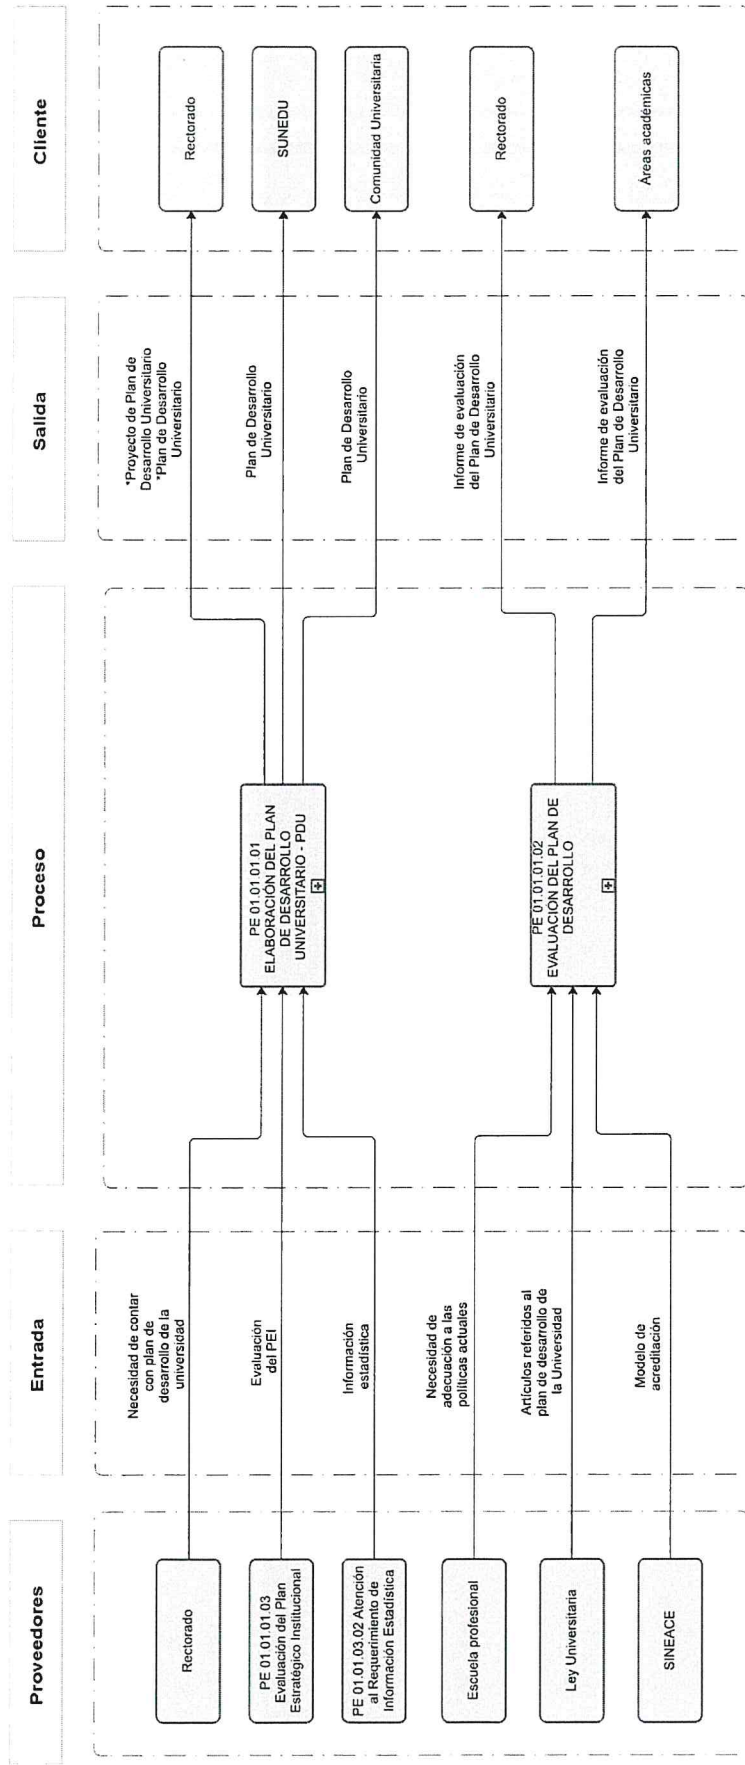 Proveedores
Entrada
Proceso
Salida
Cliente
Rectorado
PE 01.01.01.03
Evaluación del Plan
Estratégico Institucional
PE 01.01.03.02 Atención
al Requerimiento de
Información Estadística
Escuela profesional
Ley Universitaria
SINEACE
Necesidad de contar
con plan de
desarrollo de la
universidad
Evaluación
del PEI
Información
estadística
Necesidad de
adecuación a las
políticas actuales
Artículos referidos al
plan de desarrollo de
la Universidad
Modelo de
acreditación
PE 01.01.01.01
ELABORACIÓN DEL PLAN
DE DESARROLLO
UNIVERSITARIO - PDU
PE 01.01.01.02
EVALUACIÓN DEL PLAN DE
DESARROLLO
*Proyecto de Plan de
Desarrollo Universitario
*Plan de Desarrollo
Universitario
Plan de Desarrollo
Universitario
Plan de Desarrollo
Universitario
Informe de evaluación
del Plan de Desarrollo
Universitario
Informe de evaluación
del Plan de Desarrollo
Universitario
Rectorado
SUNEDU
Comunidad Universitaria
Rectorado
Áreas académicas